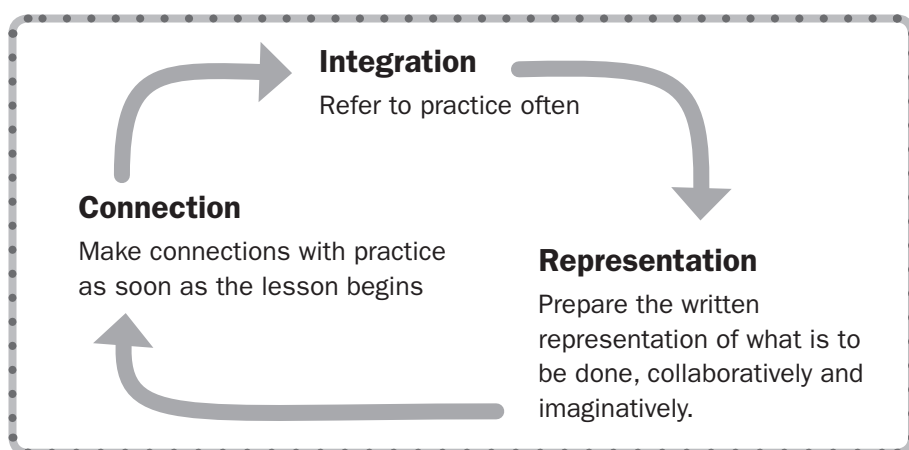 Integration
Refer to practice often
Connection
Make connections with practice
as soon as the lesson begins
Representation
Prepare the written
representation of what is to
be done, collaboratively and
imaginatively.